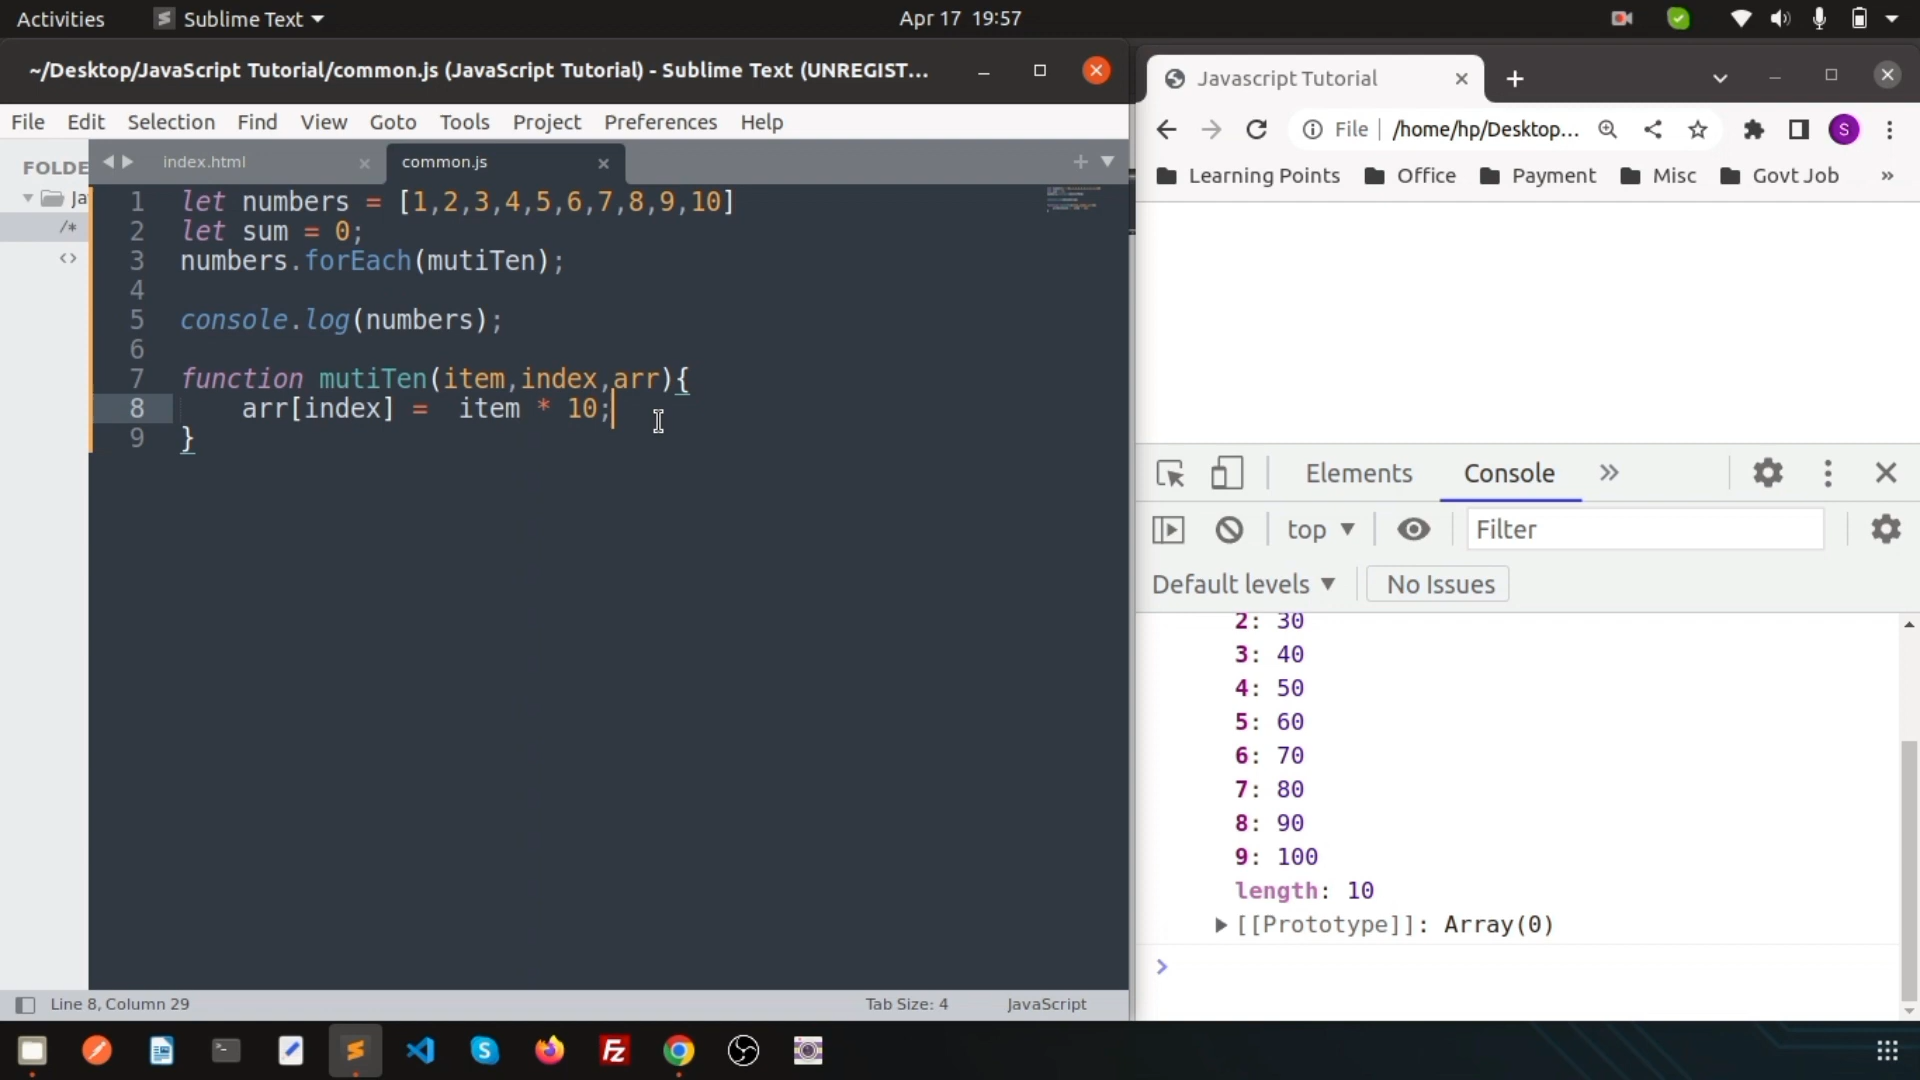 Activities
Sublime Text
Apr 17 19:57
~/Desktop/JavaScript Tutorial/common.js (JavaScript Tutorial) - Sublime Text (UNREGIST...
File Edit Selection Find View Goto Tools Project Preferences Help
FOLDE
Ja
/*
<>
index.html
common.js
1 let numbers = [1,2,3,4,5,6,7,8,9,10]
2 let sum = 0;
3 numbers.forEach(mutiTen);
4
5 console.log(numbers);
6
7 function mutiTen(item,index,arr){
8 arr[index] =  item * 10;
9 }
Line 8, Column 29
Tab Size: 4
JavaScript
Javascript Tutorial
File /home/hp/Desktop...
S
Learning Points Office Payment Misc Govt Job »
Elements Console
top Filter
Default levels No Issues
2: 30
3: 40
4: 50
5: 60
6: 70
7: 80
8: 90
9: 100
length: 10
[[Prototype]]: Array(0)